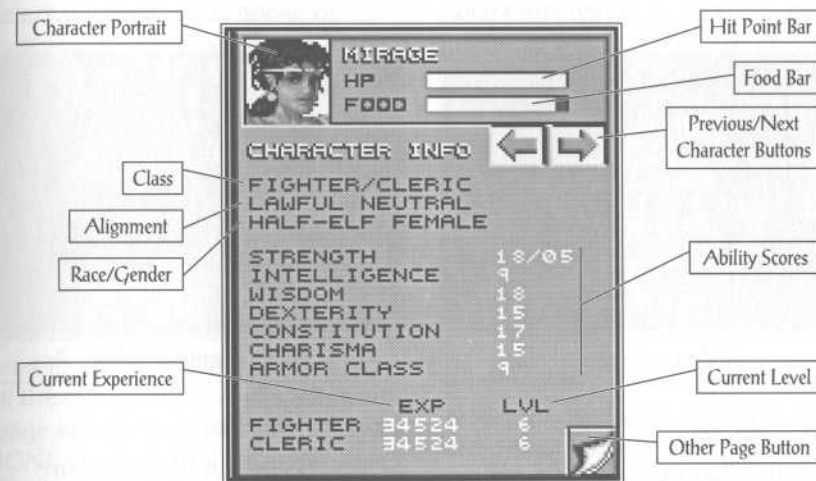 Character Portrait
Hit Point Bar
Food Bar
Previous/Next
Character Buttons
Class
Alignment
Race/Gender
Ability Scores
Current Experience
Current Level
Other Page Button
MIRAGE
HP
FOOD
CHARACTER INFO
FIGHTER/CLERIC
LAWFUL NEUTRAL
HALF-ELF FEMALE
STRENGTH 18/05
INTELLIGENCE 9
WISDOM 18
DEXTERITY 15
CONSTITUTION 17
CHARISMA 15
ARMOR CLASS 9
EXP LVL
FIGHTER 34524 6
CLERIC 34524 6